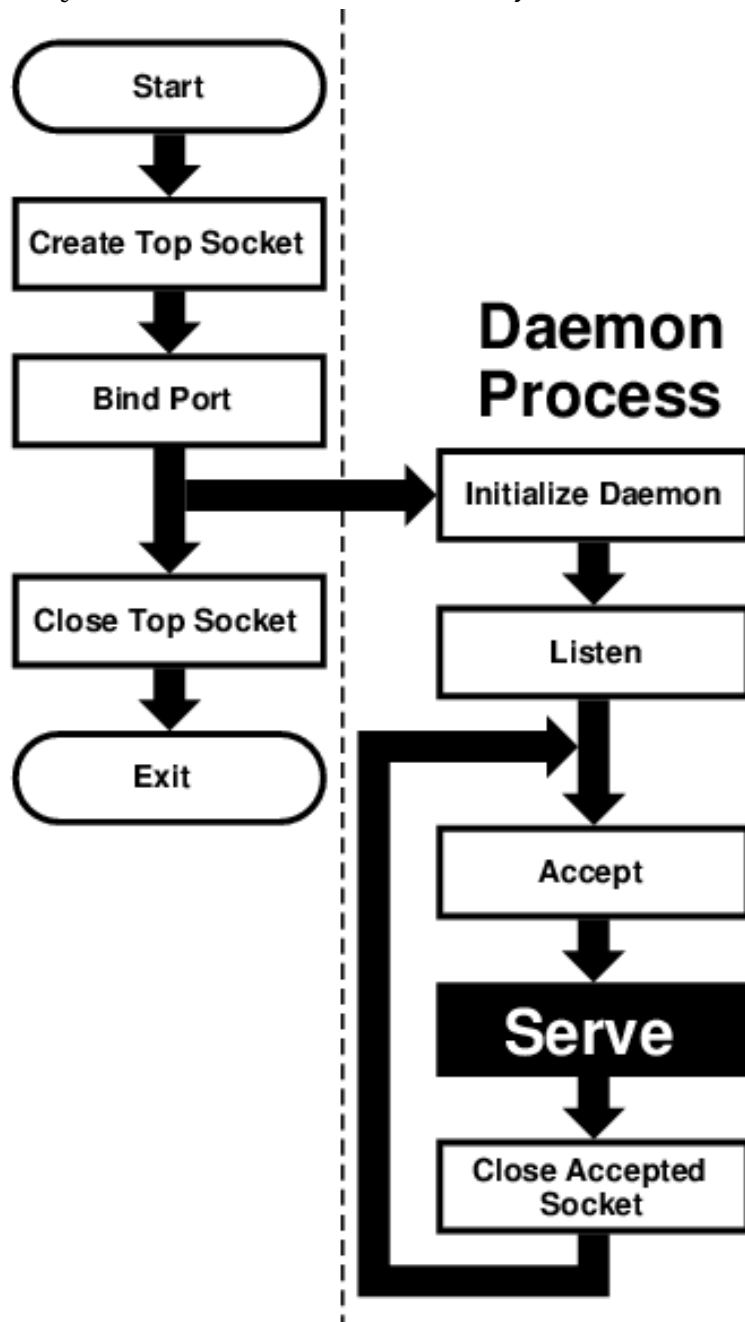 Start
Create Top Socket
Bind Port
Close Top Socket
Exit
Daemon
Process
Initialize Daemon
Listen
Accept
Serve
Close Accepted
Socket